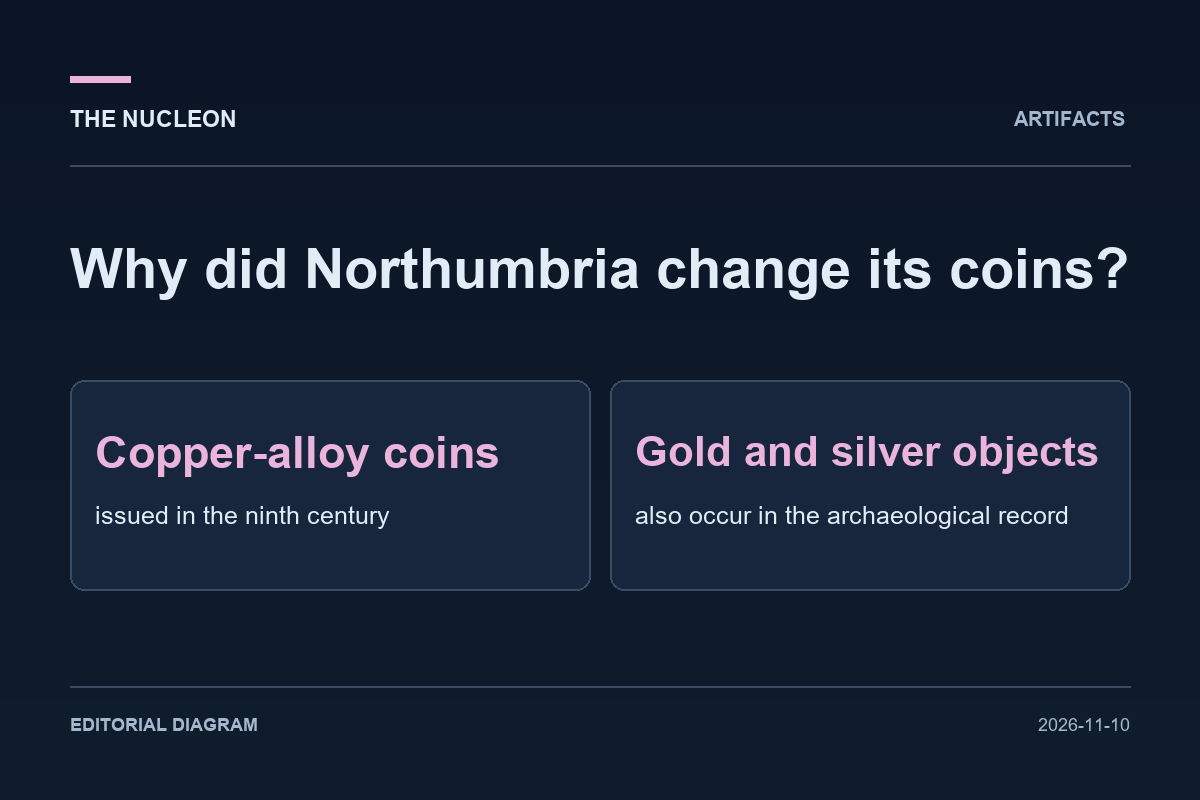 THE NUCLEON
ARTIFACTS
Why did Northumbria change its coins?
Copper-alloy coins
issued in the ninth century
Gold and silver objects
also occur in the archaeological record
EDITORIAL DIAGRAM
2026-11-10